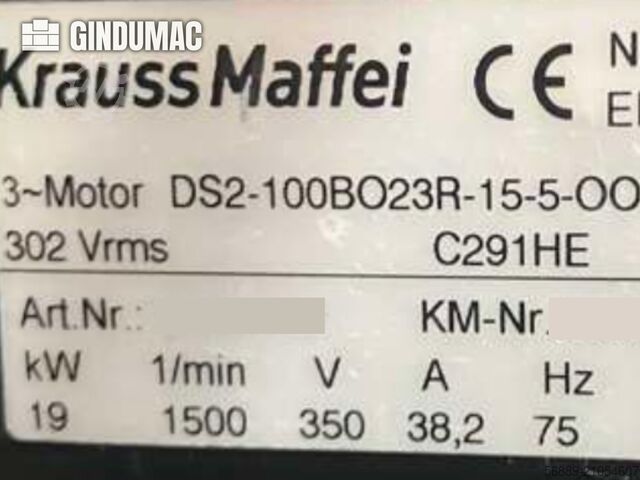 GINDUMAC
KraussMaffei CE
3~Motor DS2-100BO23R-15-5-OO
302 Vrms C291HE
Art.Nr.: KM-Nr.
kW 1/min V A Hz
19 1500 350 38,2 75